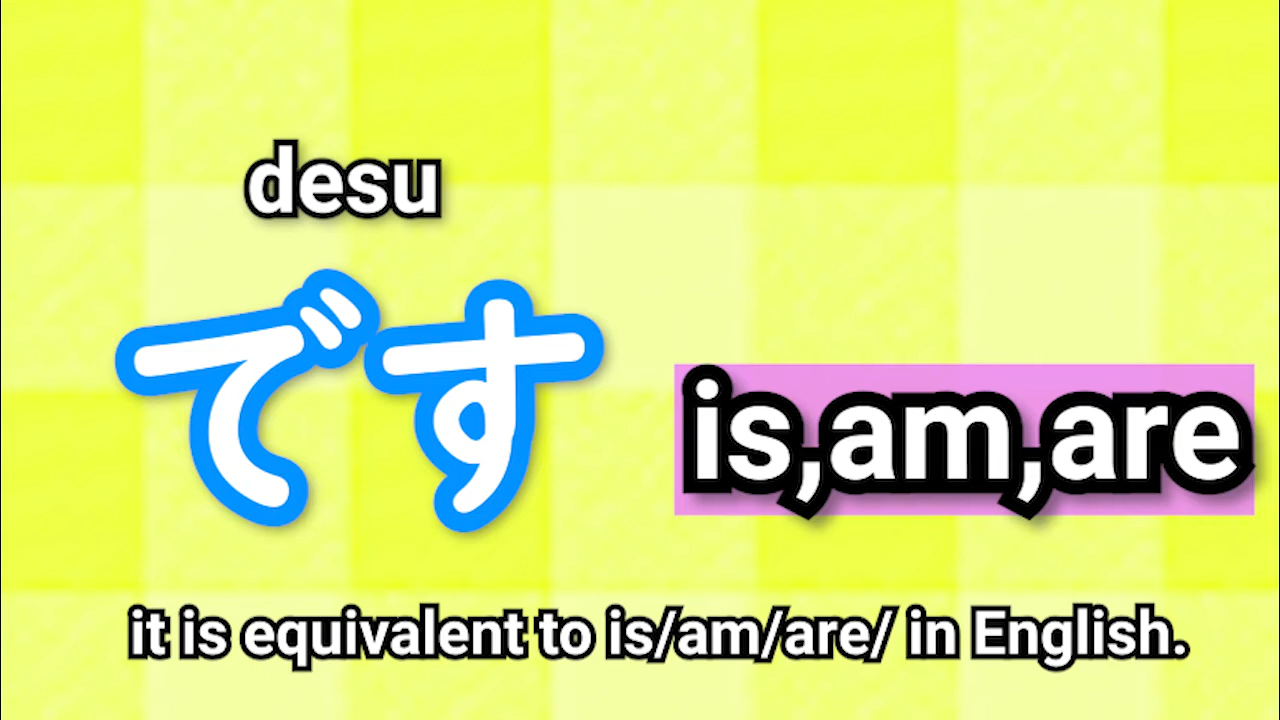 desu
です
is,am,are
it is equivalent to is/am/are/ in English.